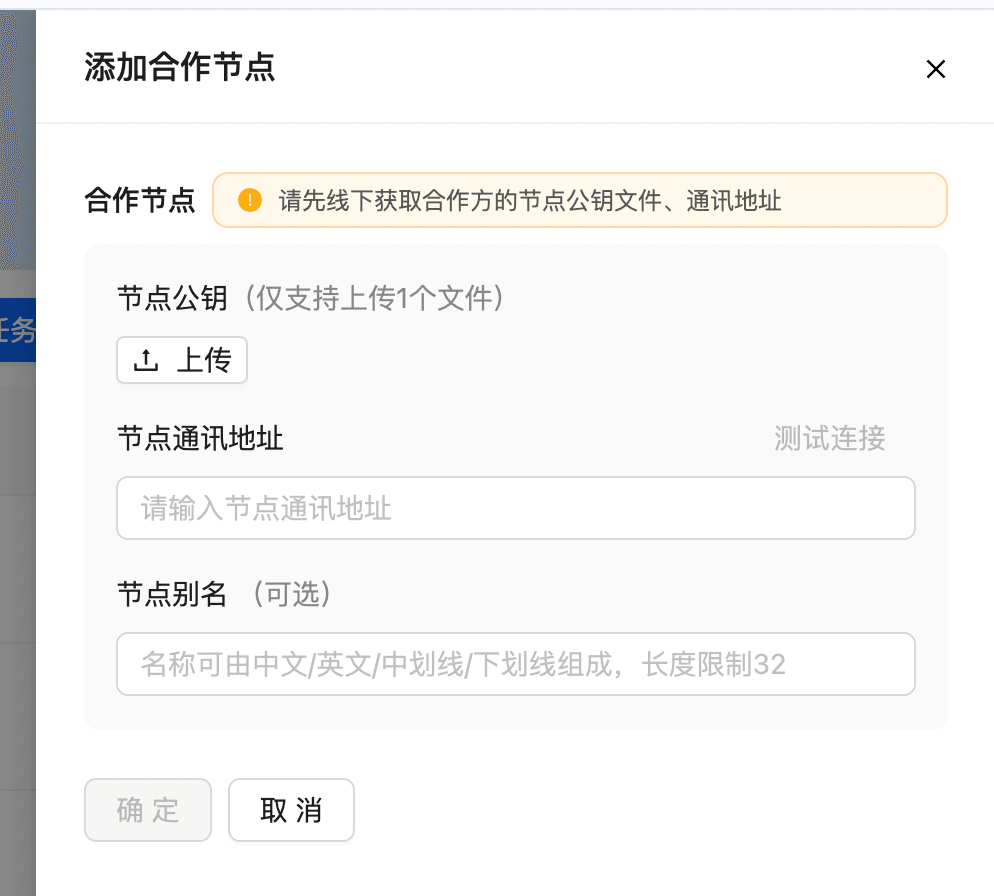 添加合作节点
合作节点 请先线下获取合作方的节点公钥文件、通讯地址
节点公钥（仅支持上传1个文件）
上传
任务
节点通讯地址 测试连接
请输入节点通讯地址
节点别名 （可选）
名称可由中文/英文/中划线/下划线组成，长度限制32
确 定 取 消